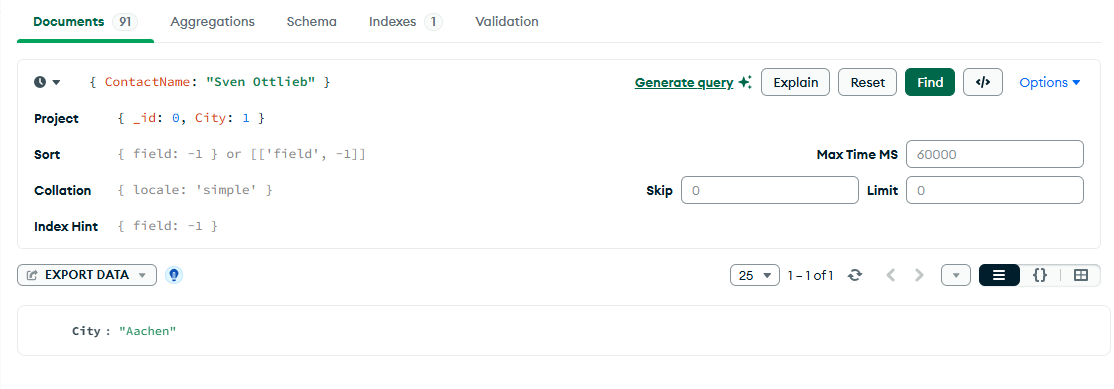 Documents 91 Aggregations Schema Indexes 1 Validation
{ ContactName: "Sven Ottlieb" } Generate query Explain Reset Find </> Options
Project { _id: 0, City: 1 }
Sort { field: -1 } or [['field', -1]] Max Time MS 60000
Collation { locale: 'simple' } Skip 0 Limit 0
Index Hint { field: -1 }
EXPORT DATA 25 1 – 1 of 1 {}
City : "Aachen"